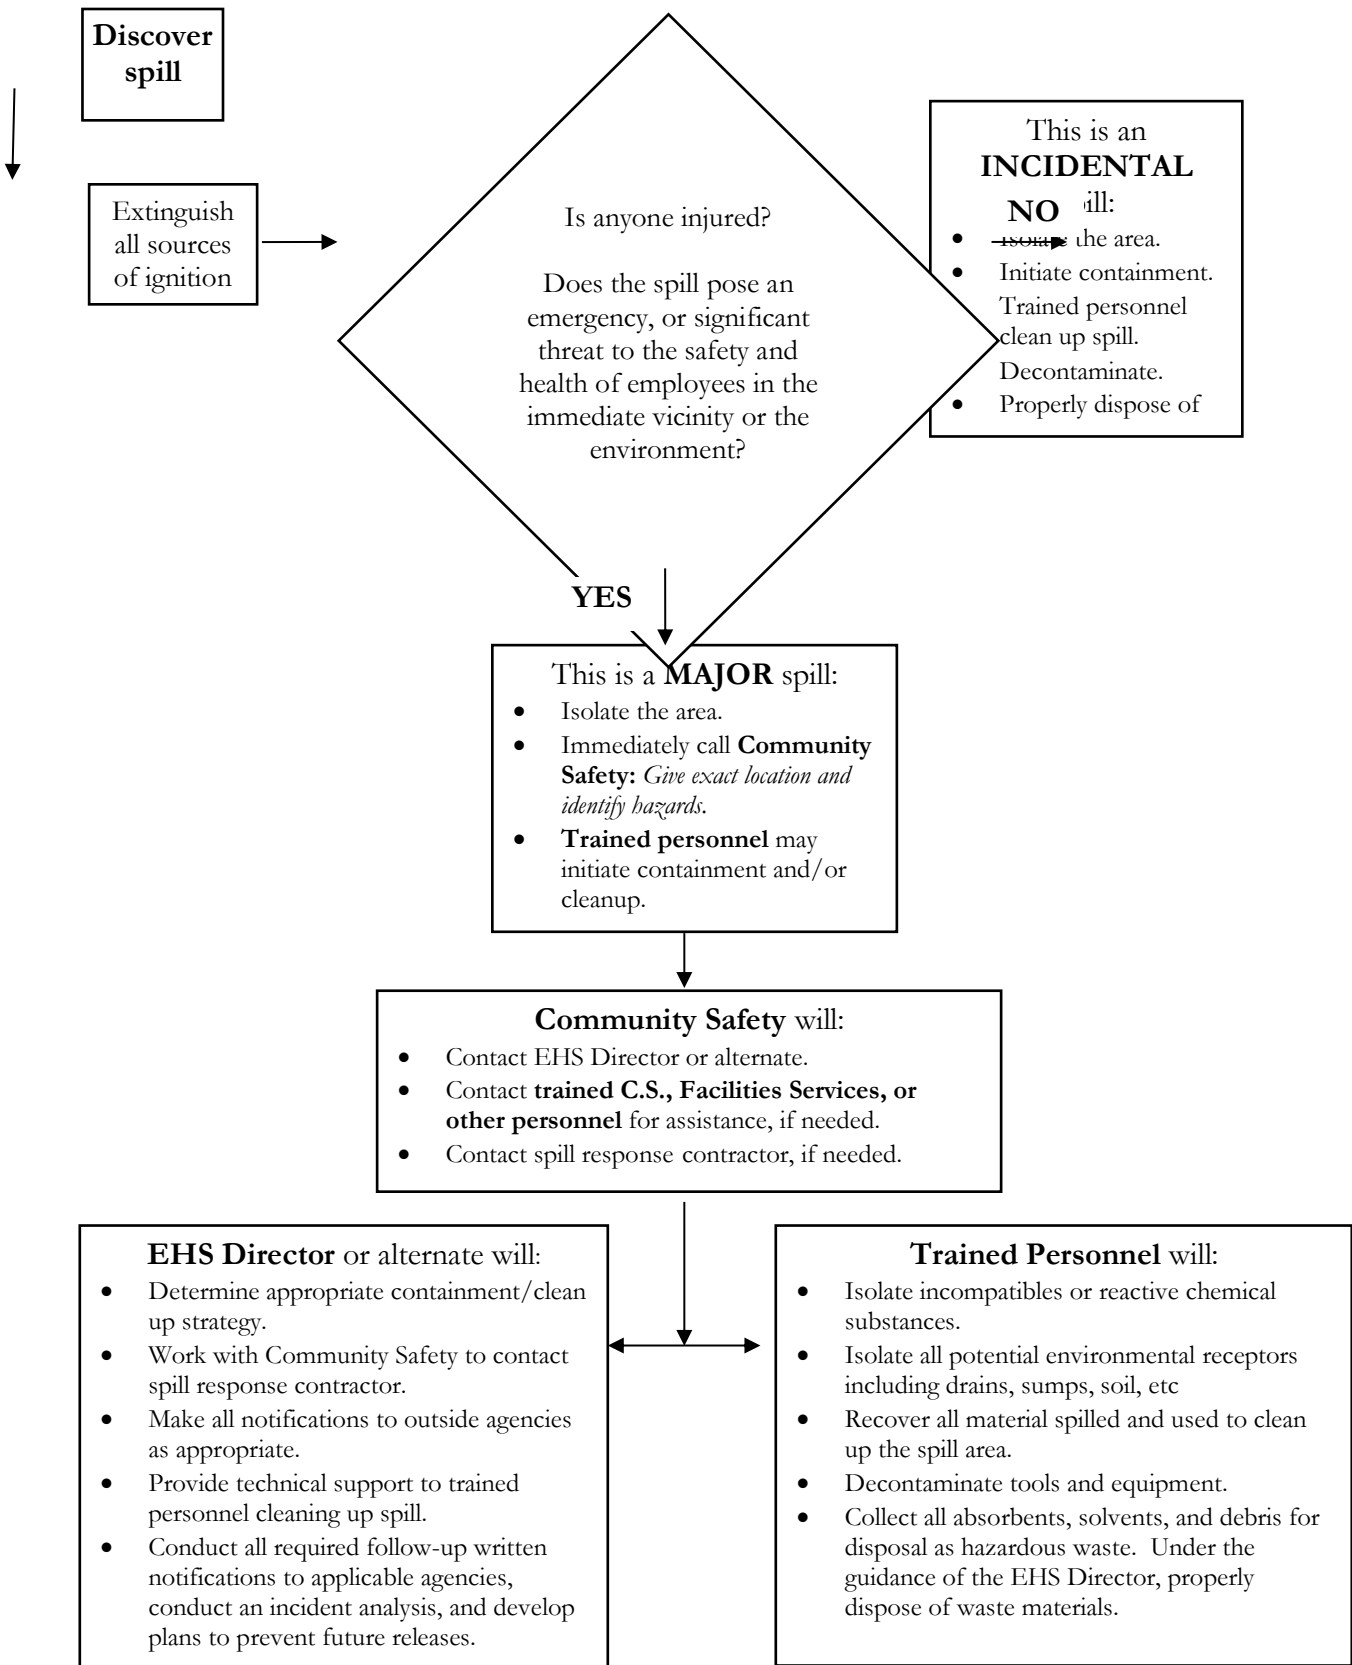 Discover
spill
Extinguish
all sources
of ignition
Is anyone injured?
Does the spill pose an
emergency, or significant
threat to the safety and
health of employees in the
immediate vicinity or the
environment?
NO
This is an
INCIDENTAL
ill:
• Isolate the area.
• Initiate containment.
Trained personnel
clean up spill.
Decontaminate.
• Properly dispose of
YES
This is a MAJOR spill:
• Isolate the area.
• Immediately call Community
Safety: Give exact location and
identify hazards.
• Trained personnel may
initiate containment and/or
cleanup.
Community Safety will:
• Contact EHS Director or alternate.
• Contact trained C.S., Facilities Services, or
other personnel for assistance, if needed.
• Contact spill response contractor, if needed.
EHS Director or alternate will:
• Determine appropriate containment/clean
up strategy.
• Work with Community Safety to contact
spill response contractor.
• Make all notifications to outside agencies
as appropriate.
• Provide technical support to trained
personnel cleaning up spill.
• Conduct all required follow-up written
notifications to applicable agencies,
conduct an incident analysis, and develop
plans to prevent future releases.
Trained Personnel will:
• Isolate incompatibles or reactive chemical
substances.
• Isolate all potential environmental receptors
including drains, sumps, soil, etc
• Recover all material spilled and used to clean
up the spill area.
• Decontaminate tools and equipment.
• Collect all absorbents, solvents, and debris for
disposal as hazardous waste. Under the
guidance of the EHS Director, properly
dispose of waste materials.